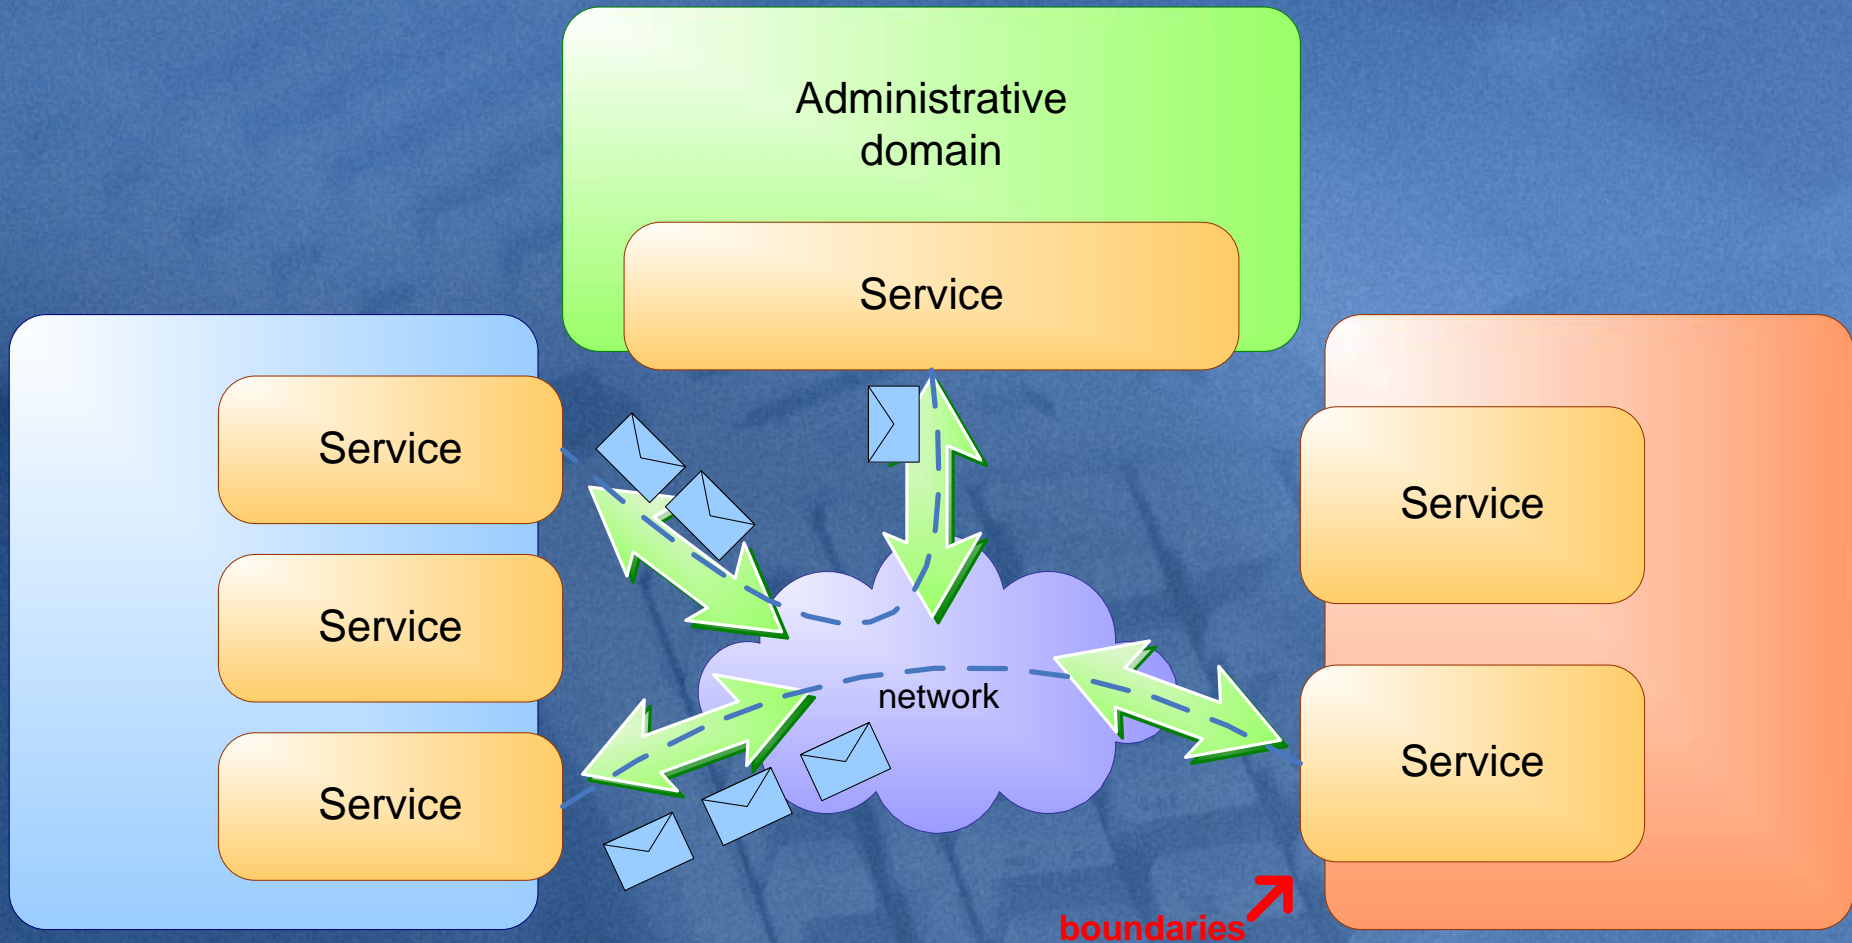 Administrative
domain
Service
Service
Service
Service
Service
Service
network
boundaries